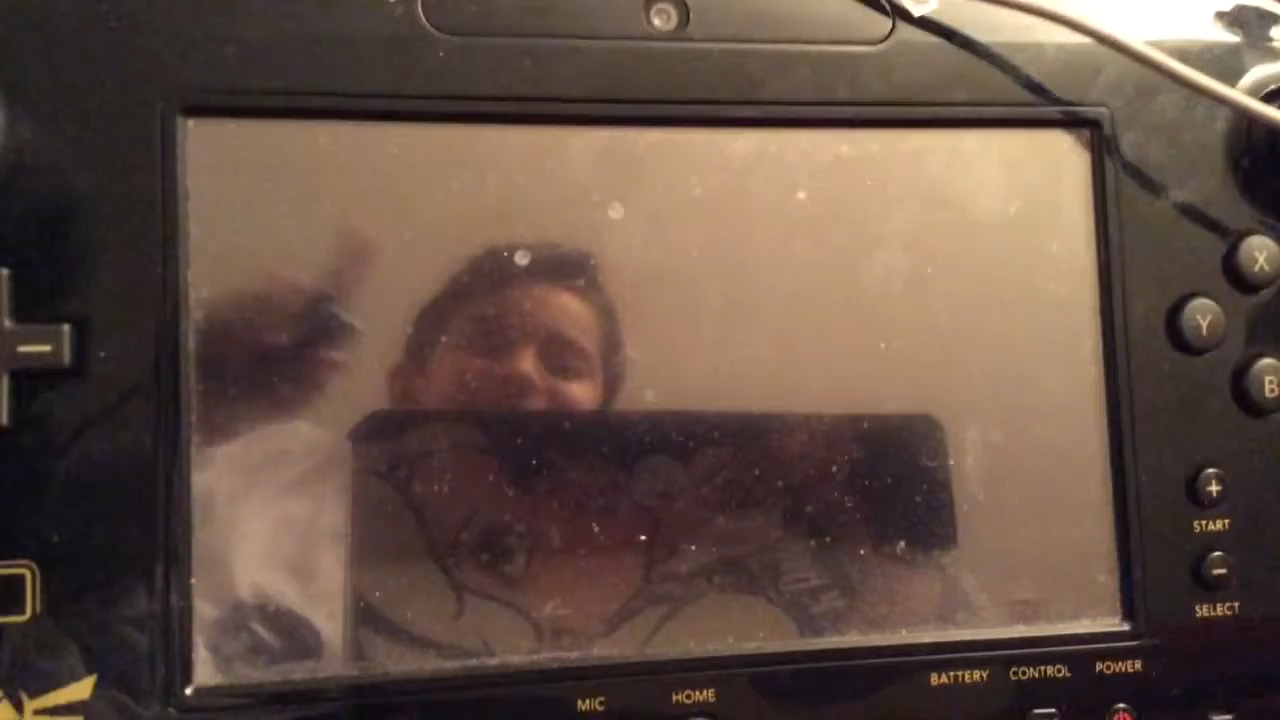 X
Y
B
START
SELECT
BATTERY CONTROL POWER
MIC HOME